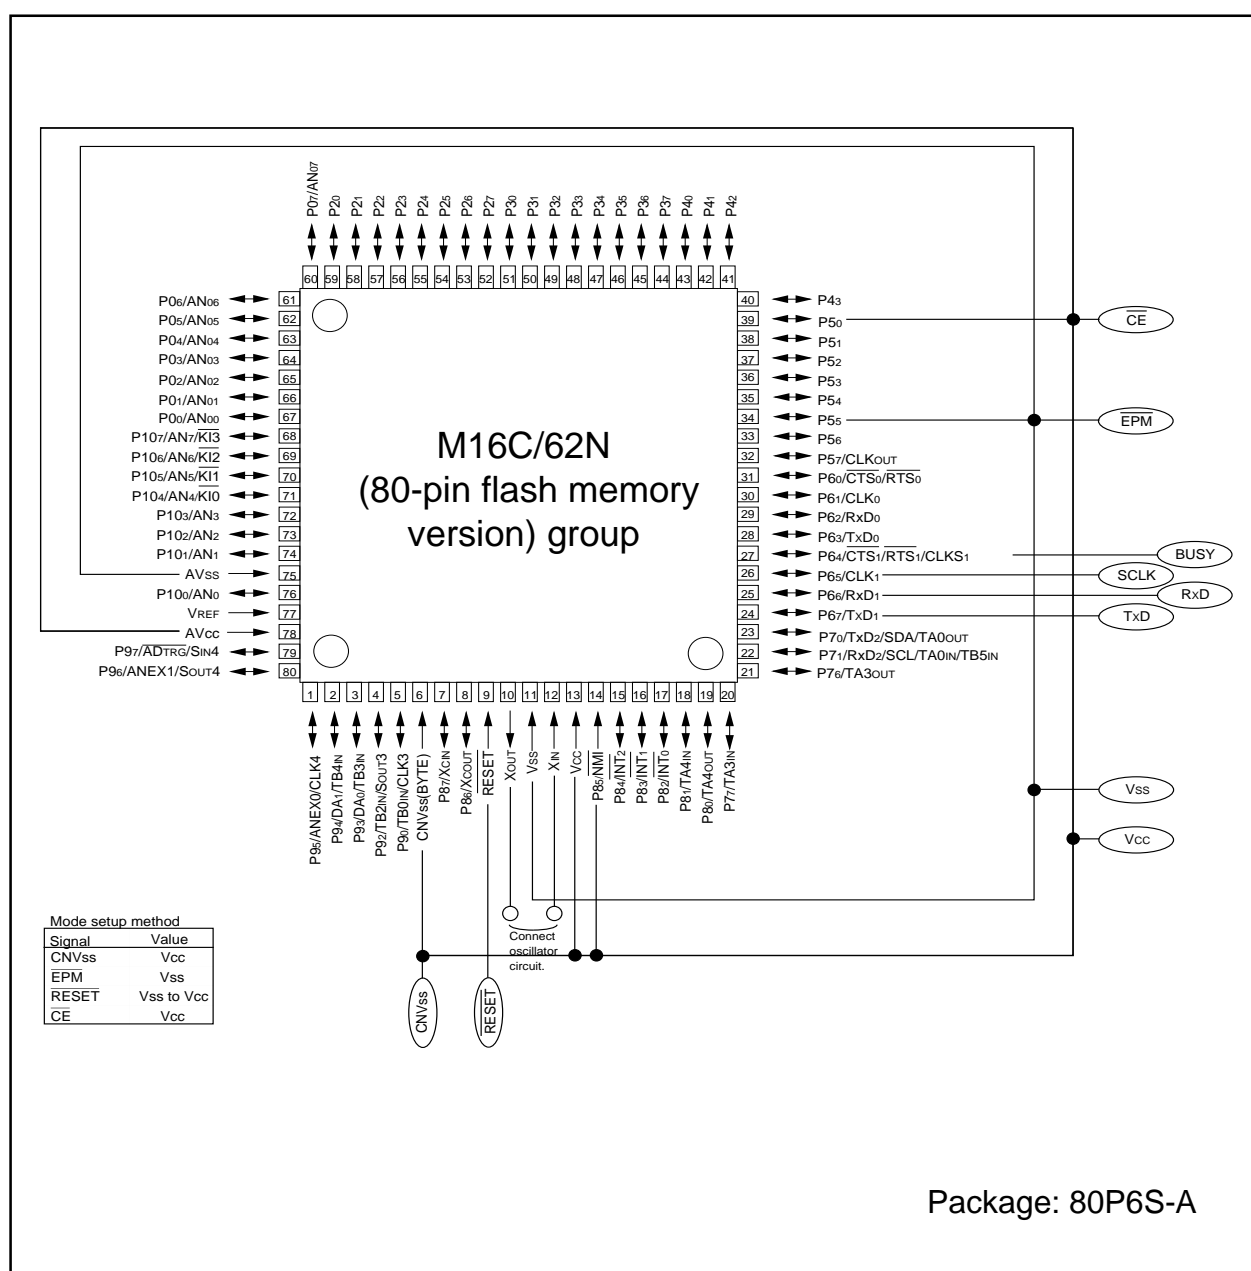 P07/AN07
P20
P21
P22
P23
P24
P25
P26
P27
P30
P31
P32
P33
P34
P35
P36
P37
P40
P41
P42
60 59 58 57 56 55 54 53 52 51 50 49 48 47 46 45 44 43 42 41
P06/AN06 61
P05/AN05 62
P04/AN04 63
P03/AN03 64
P02/AN02 65
P01/AN01 66
P00/AN00 67
P107/AN7/KI3 68
P106/AN6/KI2 69
P105/AN5/KI1 70
P104/AN4/KI0 71
P103/AN3 72
P102/AN2 73
P101/AN1 74
AVSS 75
P100/AN0 76
VREF 77
AVCC 78
P97/ADTRG/SIN4 79
P96/ANEX1/SOUT4 80
M16C/62N
(80-pin flash memory
version) group
40 P43
39 P50 CE
38 P51
37 P52
36 P53
35 P54
34 P55 EPM
33 P56
32 P57/CLKOUT
31 P60/CTS0/RTS0
30 P61/CLK0
29 P62/RxD0
28 P63/TxD0
27 P64/CTS1/RTS1/CLKS1 BUSY
26 P65/CLK1 SCLK
25 P66/RxD1 RxD
24 P67/TxD1 TxD
23 P70/TxD2/SDA/TA0OUT
22 P71/RxD2/SCL/TA0IN/TB5IN
21 P76/TA3OUT
1 2 3 4 5 6 7 8 9 10 11 12 13 14 15 16 17 18 19 20
P95/ANEX0/CLK4
P94/DA1/TB4IN
P93/DA0/TB3IN
P92/TB2IN/SOUT3
P90/TB0IN/CLK3
CNVss(BYTE)
P87/XCIN
P86/XCOUT
RESET
XOUT
VSS
XIN
VCC
P85/NMI
P84/INT2
P83/INT1
P82/INT0
P81/TA4IN
P80/TA4OUT
P77/TA3IN
Vss
Vcc
Connect
oscillator
circuit.
CNVss
RESET
Mode setup method
Signal Value
CNVss Vcc
EPM Vss
RESET Vss to Vcc
CE Vcc
Package: 80P6S-A